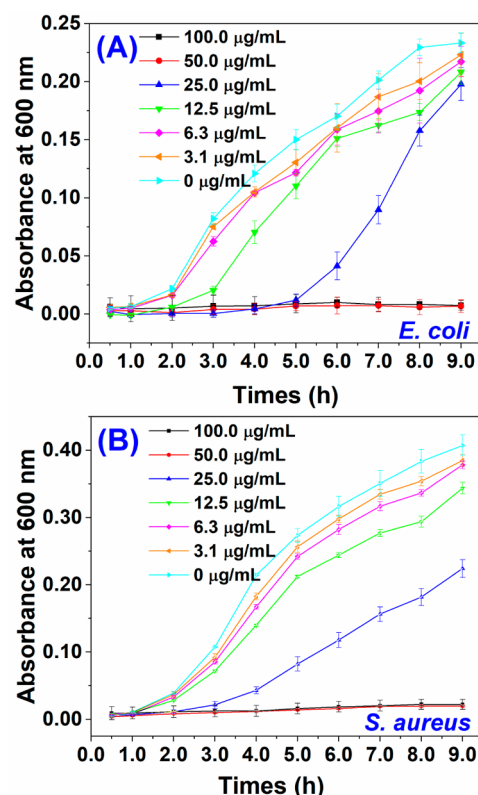 (A)
100.0 µg/mL
50.0 µg/mL
25.0 µg/mL
12.5 µg/mL
6.3 µg/mL
3.1 µg/mL
0 µg/mL
Absorbance at 600 nm
0.25
0.20
0.15
0.10
0.05
0.00
E. coli
0.0 1.0 2.0 3.0 4.0 5.0 6.0 7.0 8.0 9.0
Times (h)
(B)
100.0 µg/mL
50.0 µg/mL
25.0 µg/mL
12.5 µg/mL
6.3 µg/mL
3.1 µg/mL
0 µg/mL
Absorbance at 600 nm
0.40
0.30
0.20
0.10
0.00
S. aureus
0.0 1.0 2.0 3.0 4.0 5.0 6.0 7.0 8.0 9.0
Times (h)